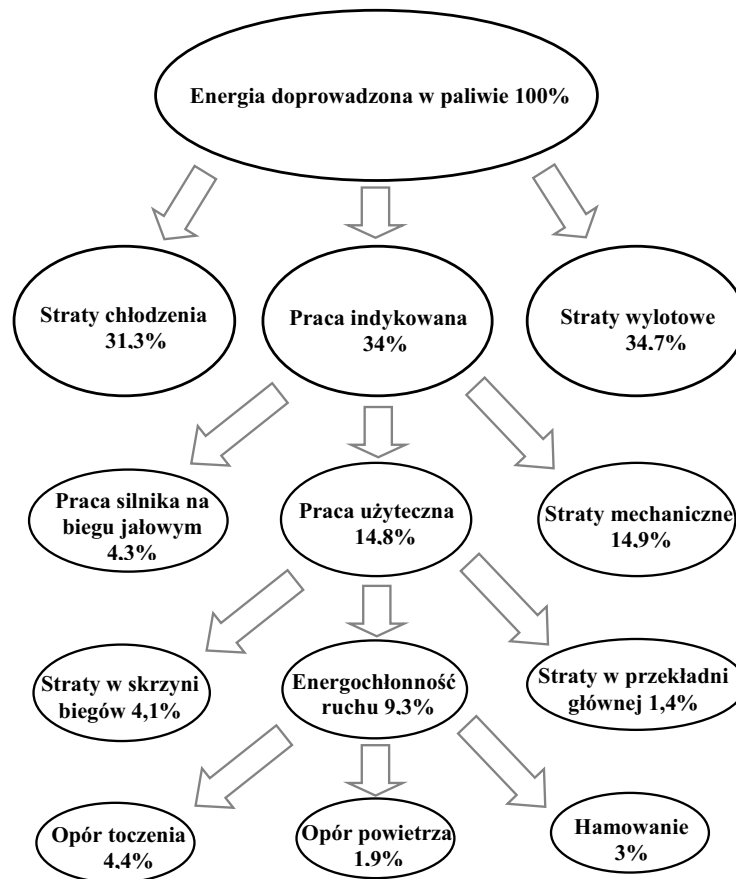 Energia doprowadzona w paliwie 100%
Straty chłodzenia
31,3%
Praca indykowana
34%
Straty wylotowe
34,7%
Praca silnika na
biegu jałowym
4,3%
Praca użyteczna
14,8%
Straty mechaniczne
14,9%
Straty w skrzyni
biegów 4,1%
Energochłonność
ruchu 9,3%
Straty w przekładni
głównej 1,4%
Opór toczenia
4,4%
Opór powietrza
1,9%
Hamowanie
3%